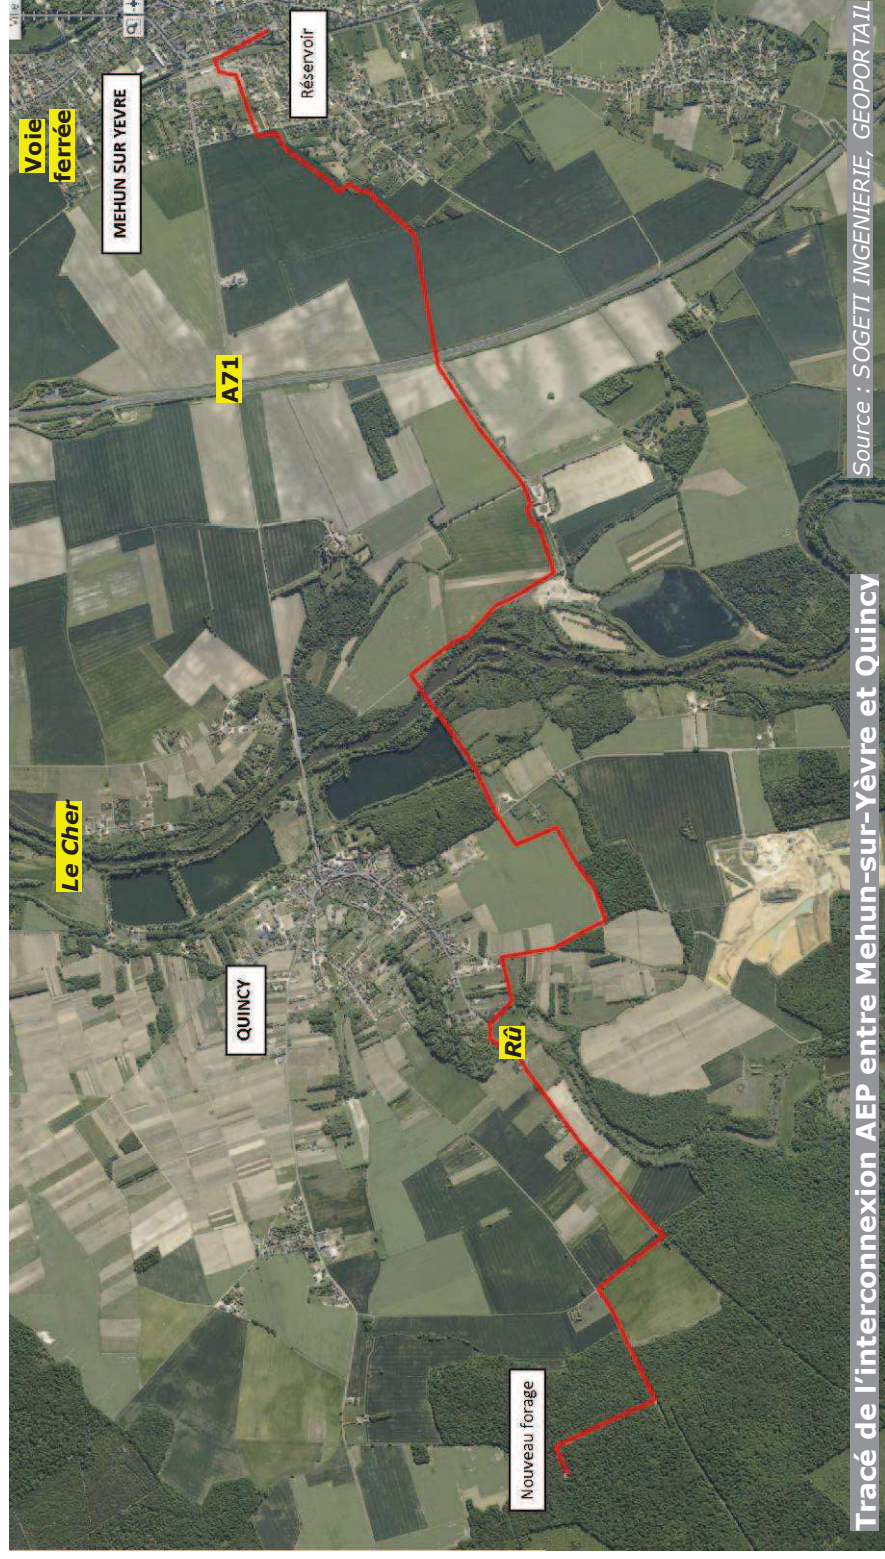 Voie
ferrée
MEHUN SUR YEVRE
Réservoir
A71
Le Cher
QUINCY
Rû
Nouveau forage
Tracé de l'interconnexion AEP entre Mehun-sur-Yèvre et Quincy
Source : SOGETI INGENIERIE, GEOPORTAIL